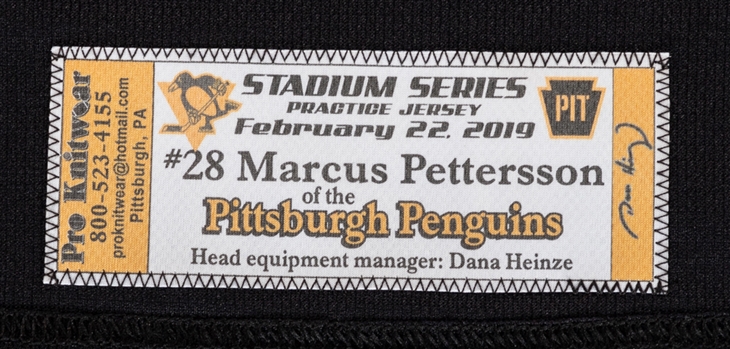 Pro Knitwear
800-523-4155
proknitwear@hotmail.com
Pittsburgh, PA
STADIUM SERIES
PRACTICE JERSEY
February 22, 2019
PIT
#28 Marcus Pettersson
of the
Pittsburgh Penguins
Head equipment manager: Dana Heinze